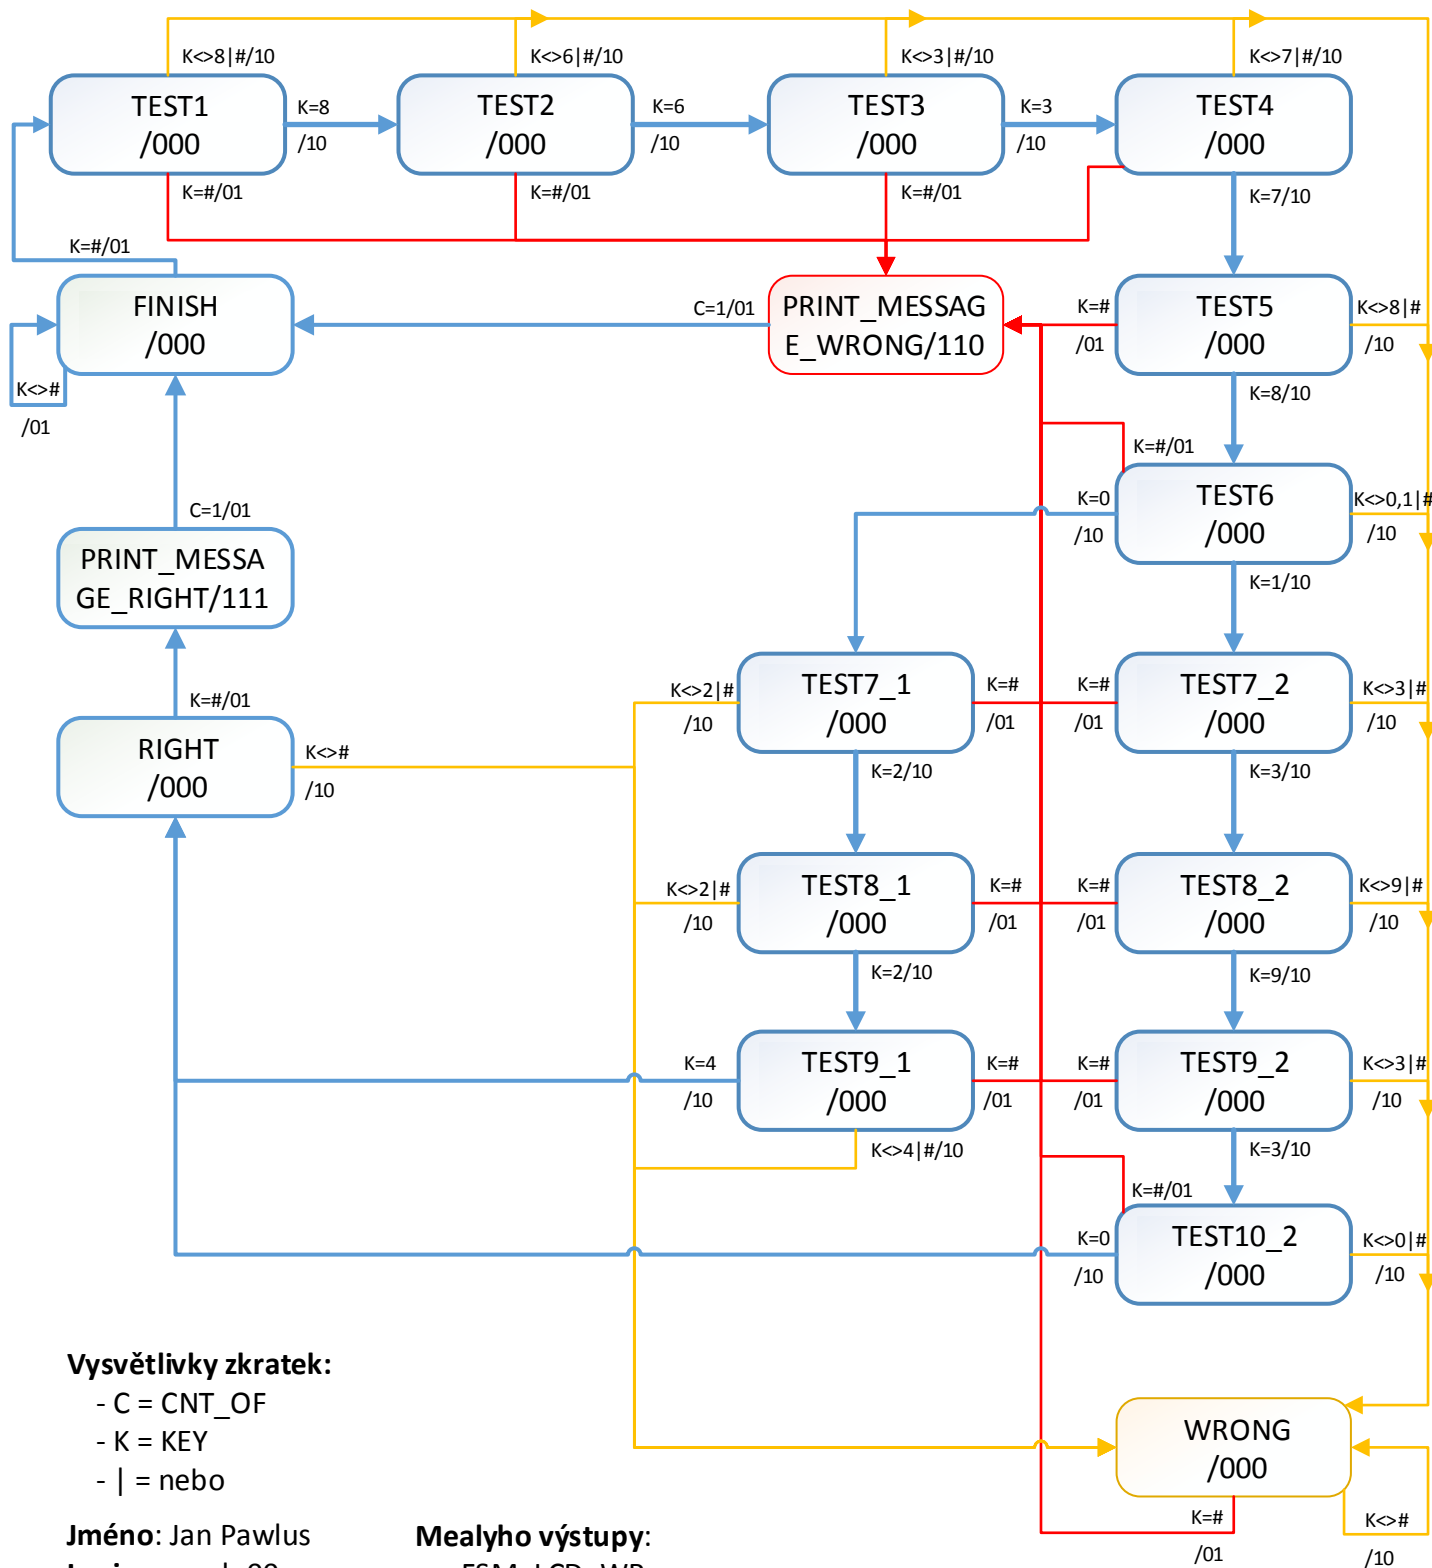 K<>8|#/10
K<>6|#/10
K<>3|#/10
K<>7|#/10
TEST1
/000
K=8
/10
TEST2
/000
K=6
/10
TEST3
/000
K=3
/10
TEST4
/000
K=#/01
K=#/01
K=#/01
K=7/10
K=#/01
FINISH
/000
K<>#
/01
C=1/01
PRINT_MESSAG
E_WRONG/110
K=#
/01
TEST5
/000
K<>8|#
/10
K=8/10
K=#/01
K=0
/10
TEST6
/000
K<>0,1|#
/10
K=1/10
C=1/01
PRINT_MESSA
GE_RIGHT/111
K=#/01
RIGHT
/000
K<>#
/10
K<>2|#
/10
TEST7_1
/000
K=#
/01
K=#
/01
TEST7_2
/000
K<>3|#
/10
K=2/10
K=3/10
K<>2|#
/10
TEST8_1
/000
K=#
/01
K=#
/01
TEST8_2
/000
K<>9|#
/10
K=2/10
K=9/10
K=4
/10
TEST9_1
/000
K=#
/01
K=#
/01
TEST9_2
/000
K<>3|#
/10
K<>4|#/10
K=3/10
K=#/01
K=0
/10
TEST10_2
/000
K<>0|#
/10
WRONG
/000
K=#
/01
K<>#
/10
Vysvětlivky zkratek:
- C = CNT_OF
- K = KEY
- | = nebo
Jméno: Jan Pawlus
Mealyho výstupy: